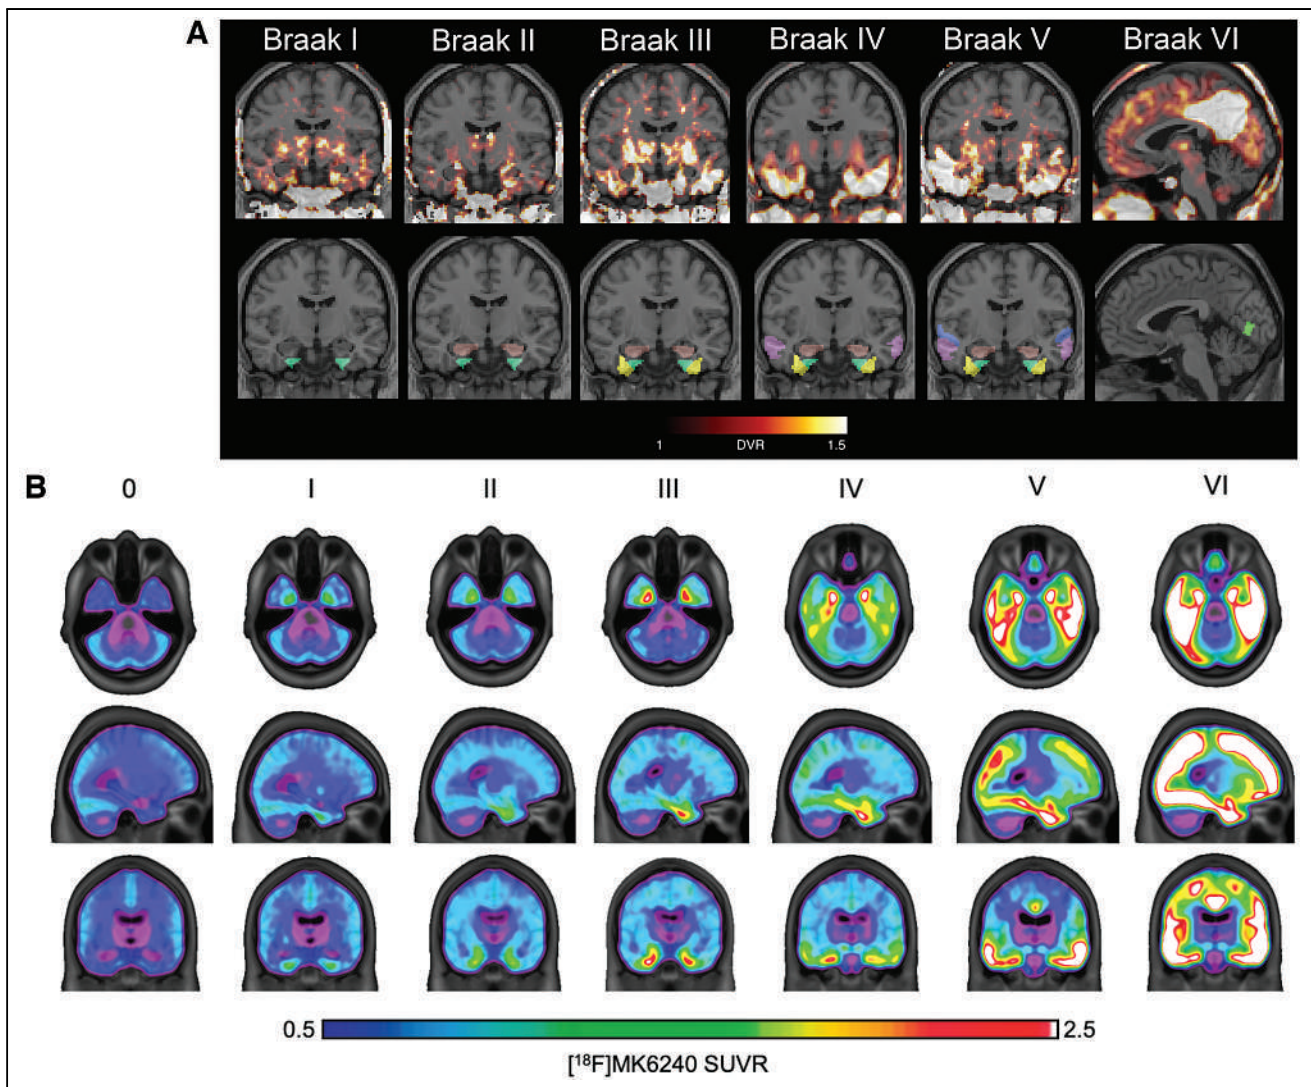 A
Braak I Braak II Braak III Braak IV Braak V Braak VI
1 DVR 1.5
B
0 I II III IV V VI
0.5 2.5
[¹⁸F]MK6240 SUVR